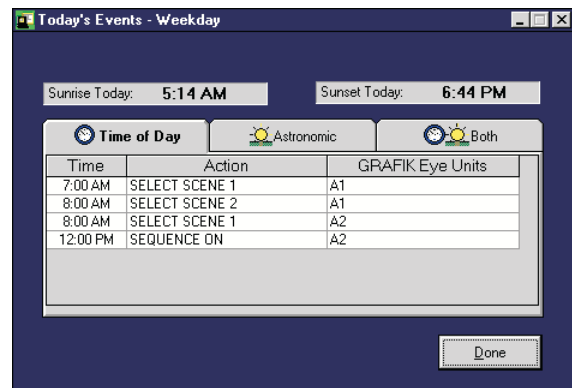 Today's Events - Weekday
Sunrise Today: 5:14 AM Sunset Today: 6:44 PM
Time of Day Astronomic Both
Time Action GRAFIK Eye Units
7:00 AM SELECT SCENE 1 A1
8:00 AM SELECT SCENE 2 A1
8:00 AM SELECT SCENE 1 A2
12:00 PM SEQUENCE ON A2
Done